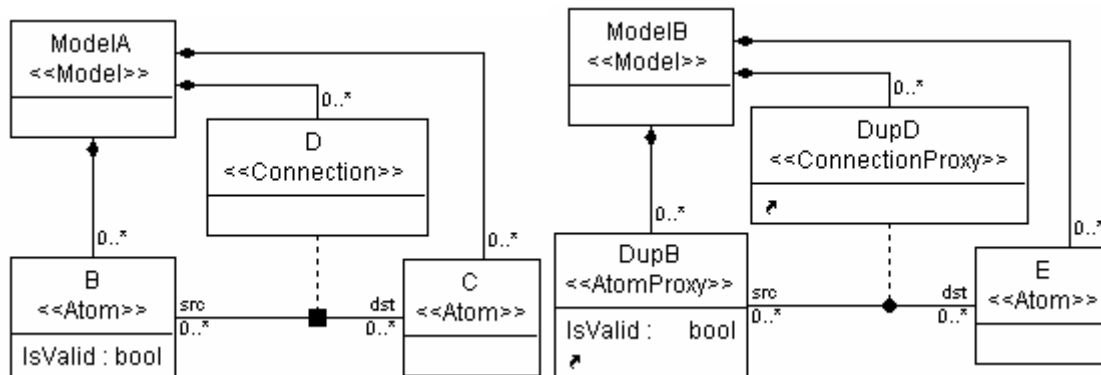 ModelA
<<Model>>
0..*
D
<<Connection>>
0..*
0..*
B
<<Atom>>
IsValid : bool
src
0..*
dst
0..*
C
<<Atom>>
ModelB
<<Model>>
0..*
DupD
<<ConnectionProxy>>
0..*
0..*
DupB
<<AtomProxy>>
IsValid : bool
src
0..*
dst
0..*
E
<<Atom>>